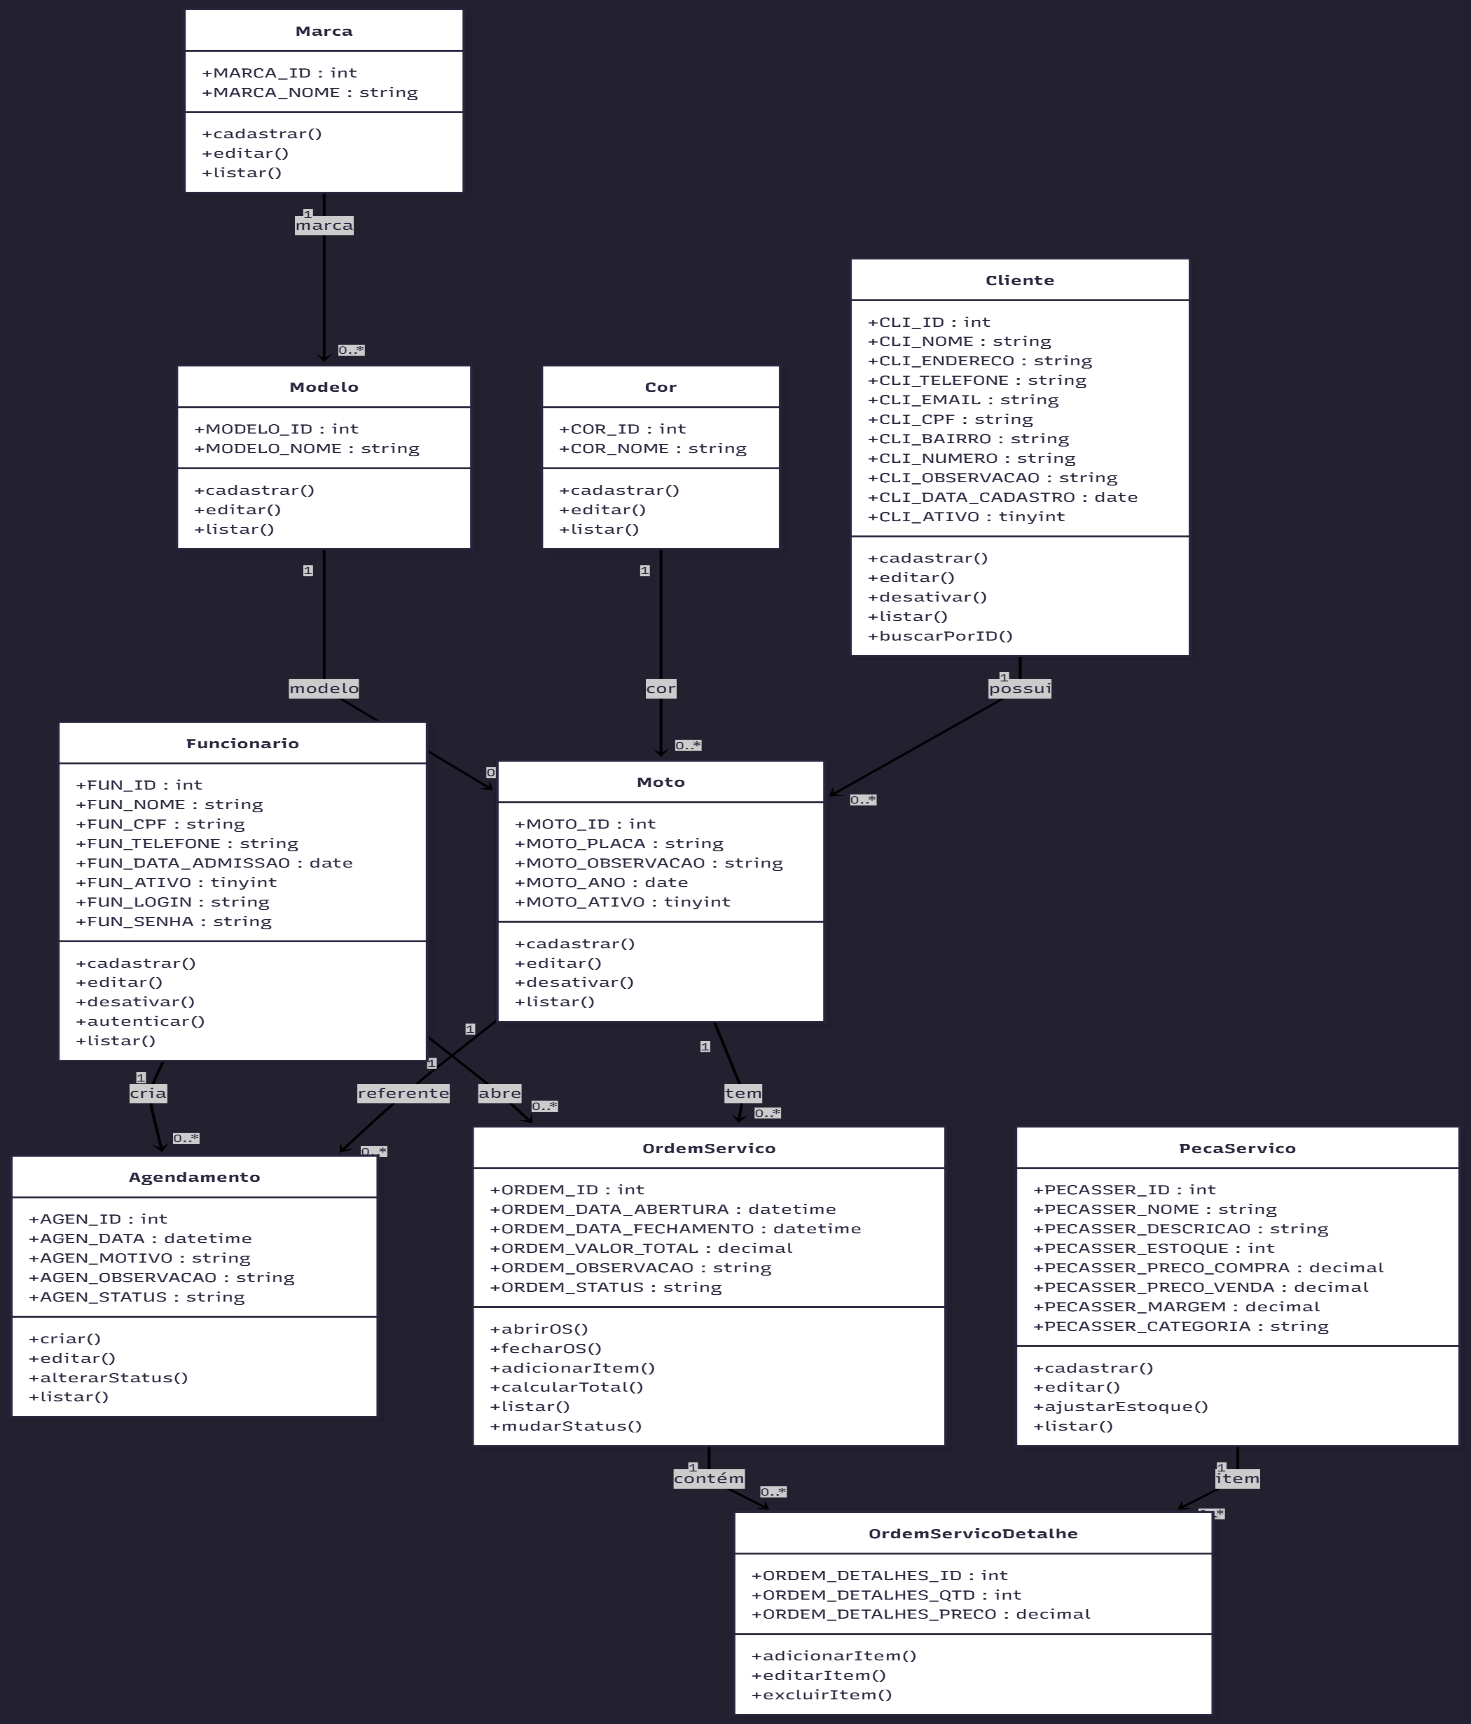 Marca
+MARCA_ID : int
+MARCA_NOME : string
+cadastrar()
+editar()
+listar()
1
marca
0..*
Modelo
+MODELO_ID : int
+MODELO_NOME : string
+cadastrar()
+editar()
+listar()
1
modelo
Cor
+COR_ID : int
+COR_NOME : string
+cadastrar()
+editar()
+listar()
1
cor
0..*
Cliente
+CLI_ID : int
+CLI_NOME : string
+CLI_ENDERECO : string
+CLI_TELEFONE : string
+CLI_EMAIL : string
+CLI_CPF : string
+CLI_BAIRRO : string
+CLI_NUMERO : string
+CLI_OBSERVACAO : string
+CLI_DATA_CADASTRO : date
+CLI_ATIVO : tinyint
+cadastrar()
+editar()
+desativar()
+listar()
+buscarPorID()
1
possui
0..*
Funcionario
+FUN_ID : int
+FUN_NOME : string
+FUN_CPF : string
+FUN_TELEFONE : string
+FUN_DATA_ADMISSAO : date
+FUN_ATIVO : tinyint
+FUN_LOGIN : string
+FUN_SENHA : string
+cadastrar()
+editar()
+desativar()
+autenticar()
+listar()
0
Moto
+MOTO_ID : int
+MOTO_PLACA : string
+MOTO_OBSERVACAO : string
+MOTO_ANO : date
+MOTO_ATIVO : tinyint
+cadastrar()
+editar()
+desativar()
+listar()
1
cria
0..*
1
referente
0..*
1
abre
0..*
1
tem
0..*
Agendamento
+AGEN_ID : int
+AGEN_DATA : datetime
+AGEN_MOTIVO : string
+AGEN_OBSERVACAO : string
+AGEN_STATUS : string
+criar()
+editar()
+alterarStatus()
+listar()
OrdemServico
+ORDEM_ID : int
+ORDEM_DATA_ABERTURA : datetime
+ORDEM_DATA_FECHAMENTO : datetime
+ORDEM_VALOR_TOTAL : decimal
+ORDEM_OBSERVACAO : string
+ORDEM_STATUS : string
+abrirOS()
+fecharOS()
+adicionarItem()
+calcularTotal()
+listar()
+mudarStatus()
PecaServico
+PECASSER_ID : int
+PECASSER_NOME : string
+PECASSER_DESCRICAO : string
+PECASSER_ESTOQUE : int
+PECASSER_PRECO_COMPRA : decimal
+PECASSER_PRECO_VENDA : decimal
+PECASSER_MARGEM : decimal
+PECASSER_CATEGORIA : string
+cadastrar()
+editar()
+ajustarEstoque()
+listar()
1
contém
0..*
1
item
OrdemServicoDetalhe
+ORDEM_DETALHES_ID : int
+ORDEM_DETALHES_QTD : int
+ORDEM_DETALHES_PRECO : decimal
+adicionarItem()
+editarItem()
+excluirItem()